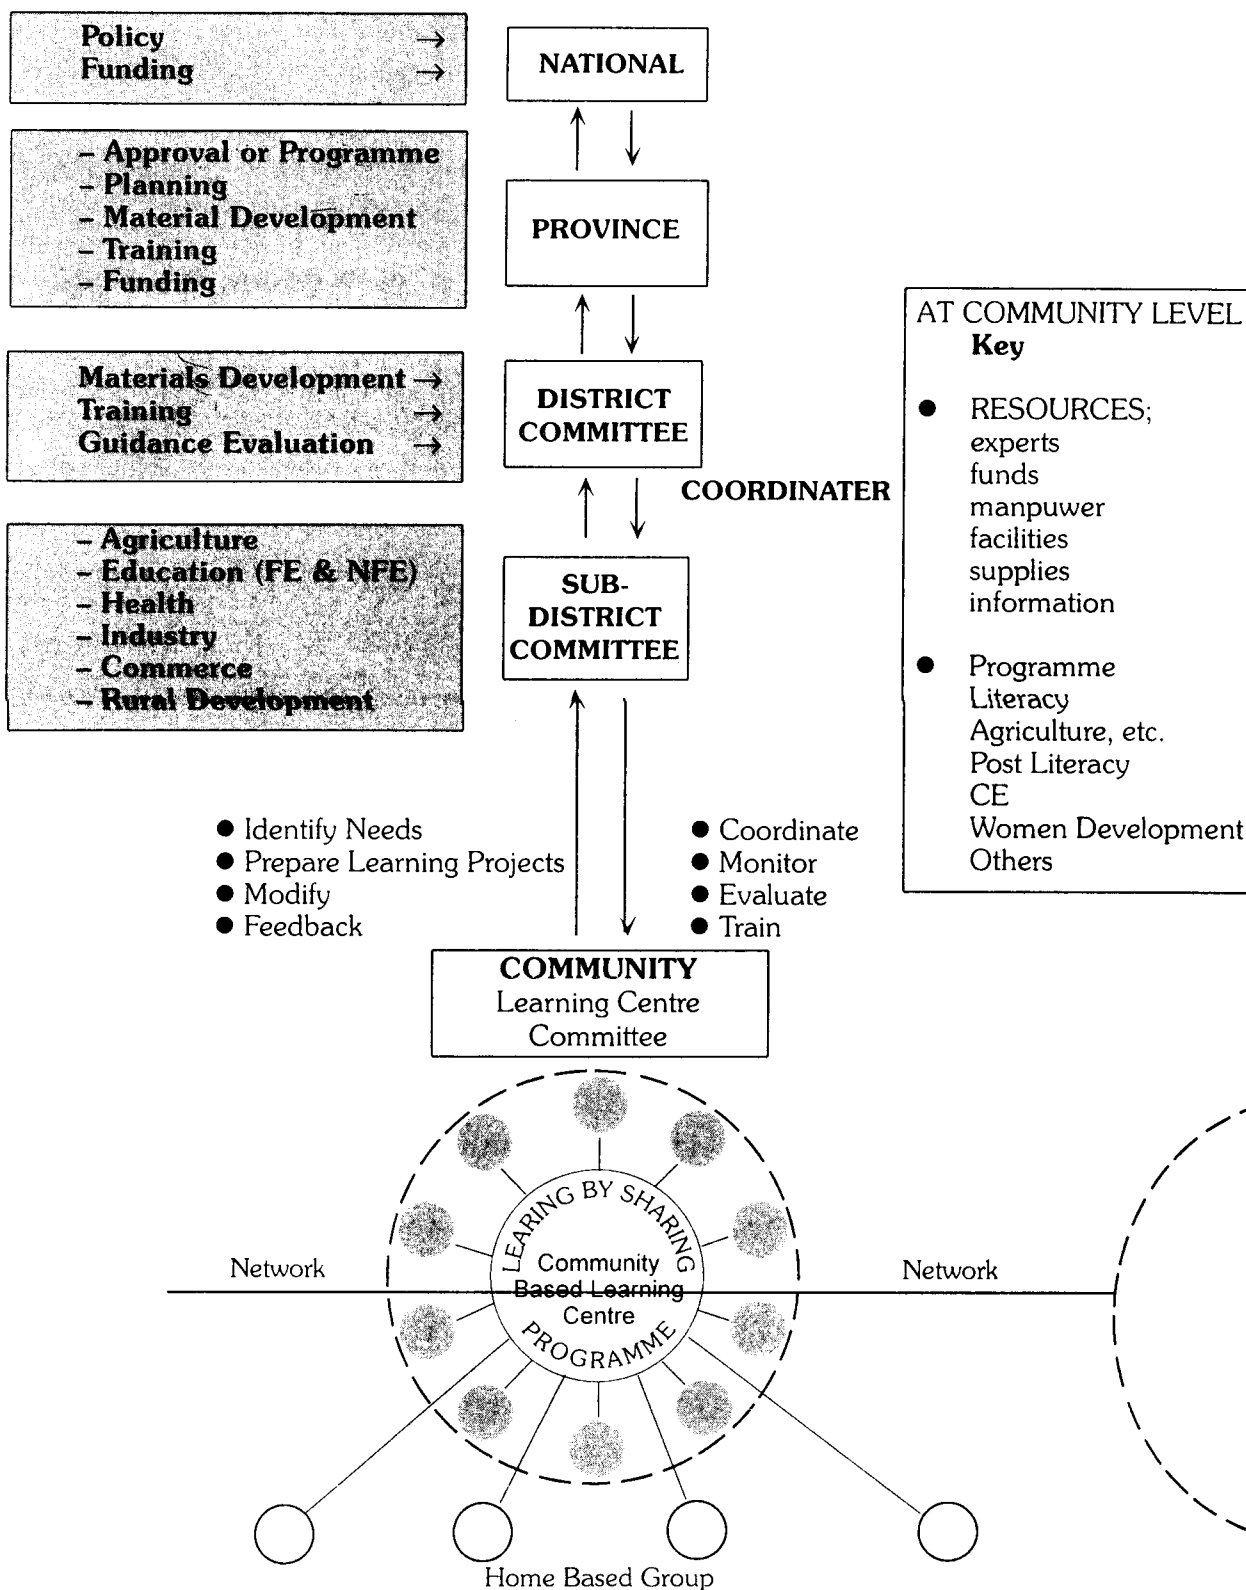 Policy →
Funding →
NATIONAL
– Approval or Programme
– Planning
– Material Development
– Training
– Funding
PROVINCE
Materials Development →
Training →
Guidance Evaluation →
DISTRICT
COMMITTEE
COORDINATER
– Agriculture
– Education (FE & NFE)
– Health
– Industry
– Commerce
– Rural Development
SUB-
DISTRICT
COMMITTEE
AT COMMUNITY LEVEL
Key
● RESOURCES;
experts
funds
manpuwer
facilities
supplies
information
● Programme
Literacy
Agriculture, etc.
Post Literacy
CE
Women Development
Others
● Identify Needs
● Prepare Learning Projects
● Modify
● Feedback
● Coordinate
● Monitor
● Evaluate
● Train
COMMUNITY
Learning Centre
Committee
LEARING BY SHARING
Community
Based Learning
Centre
PROGRAMME
Network
Network
Home Based Group